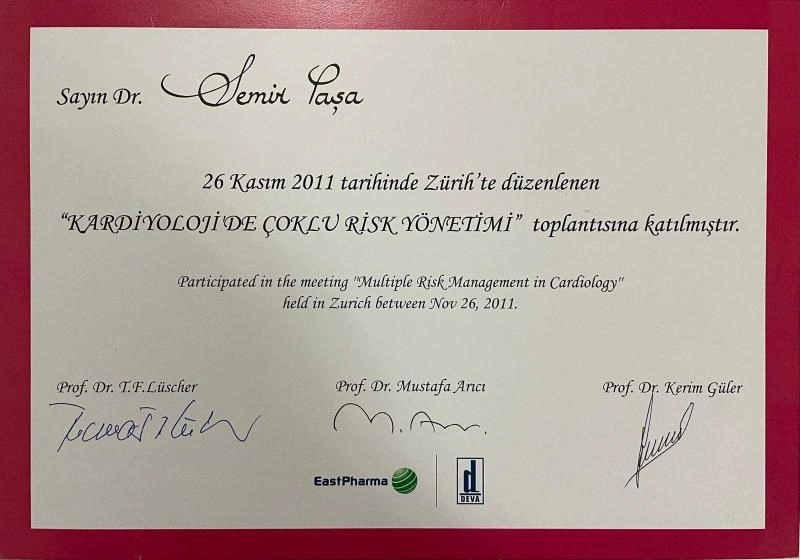 Sayın Dr. Semir Paşa
26 Kasım 2011 tarihinde Zürih'te düzenlenen
“KARDİYOLOJİ'DE ÇOKLU RİSK YÖNETİMİ” toplantısına katılmıştır.
Participated in the meeting "Multiple Risk Management in Cardiology"
held in Zurich between Nov 26, 2011.
Prof. Dr. T.F.Lüscher
Prof. Dr. Mustafa Arıcı
Prof. Dr. Kerim Güler
EastPharma
d
DEVA